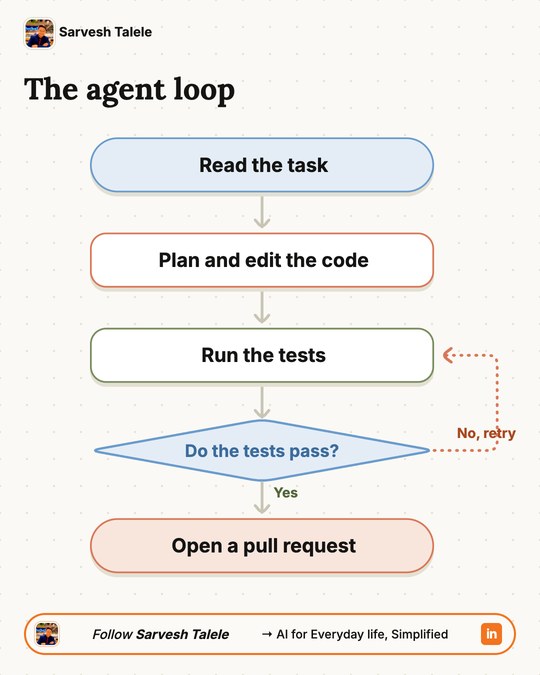 Sarvesh Talele
The agent loop
Read the task
Plan and edit the code
Run the tests
No, retry
Do the tests pass?
Yes
Open a pull request
Follow Sarvesh Talele → AI for Everyday life, Simplified in